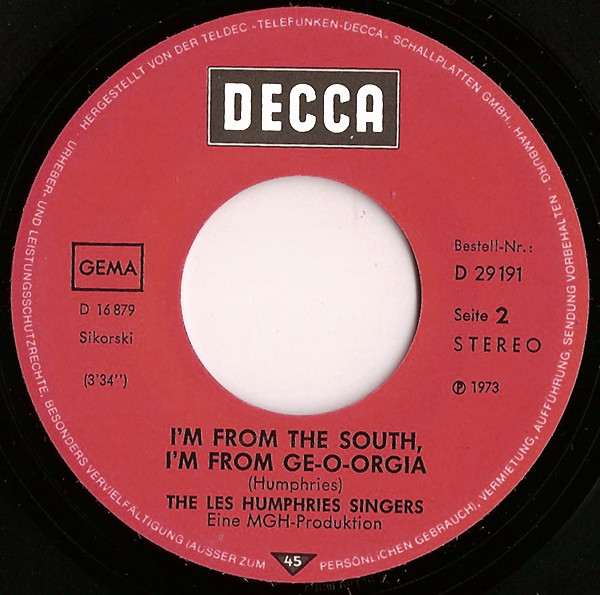 · HERGESTELLT VON DER TELDEC »TELEFUNKEN-DECCA« SCHALLPLATTEN GMBH., HAMBURG ·
URHEBER- UND LEISTUNGSSCHUTZRECHTE, BESONDERS VERVIELFÄLTIGUNG (AUSSER ZUM PERSÖNLICHEN GEBRAUCH), VERMIETUNG, AUFFÜHRUNG, SENDUNG VORBEHALTEN ·
DECCA
GEMA
D 16 879
Sikorski
(3'34'')
Bestell-Nr.:
D 29 191
Seite 2
STEREO
℗ 1973
I'M FROM THE SOUTH,
I'M FROM GE-O-ORGIA
(Humphries)
THE LES HUMPHRIES SINGERS
Eine MGH-Produktion
45